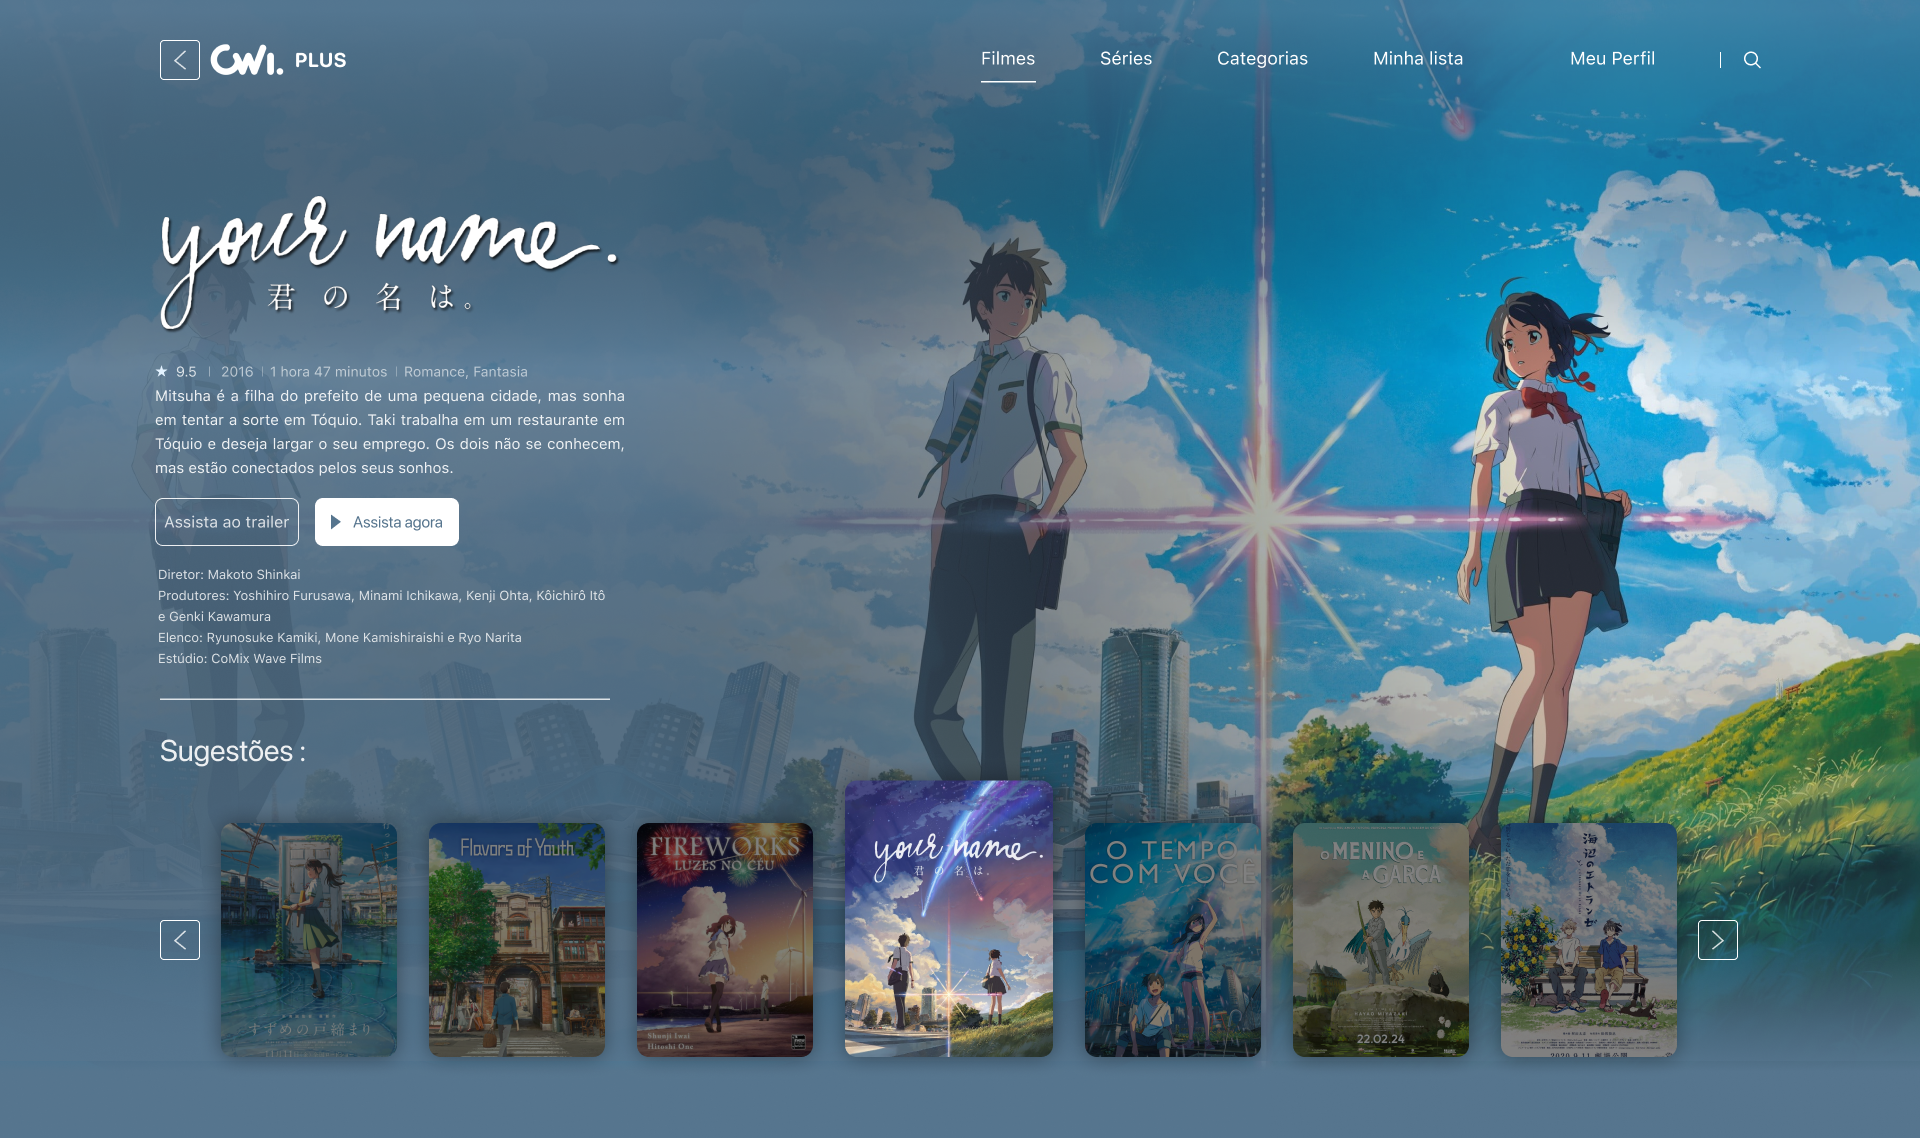 CWI. PLUS
Filmes
Séries
Categorias
Minha lista
Meu Perfil
your name.
君の名は。
★ 9.5 | 2016 | 1 hora 47 minutos | Romance, Fantasia
Mitsuha é a filha do prefeito de uma pequena cidade, mas sonha
em tentar a sorte em Tóquio. Taki trabalha em um restaurante em
Tóquio e deseja largar o seu emprego. Os dois não se conhecem,
mas estão conectados pelos seus sonhos.
Assista ao trailer
Assista agora
Diretor: Makoto Shinkai
Produtores: Yoshihiro Furusawa, Minami Ichikawa, Kenji Ohta, Kôichirô Itô
e Genki Kawamura
Elenco: Ryunosuke Kamiki, Mone Kamishiraishi e Ryo Narita
Estúdio: CoMix Wave Films
Sugestões :
すずめの戸締まり
Flavors of Youth
FIREWORKS
LUZES NO CÉU
Shunji Iwai
Hitoshi One
your name.
君の名は。
O TEMPO
COM VOCÊ
O MENINO E
A GARÇA
HAYAO MIYAZAKI
22.02.24
海辺のエトランゼ